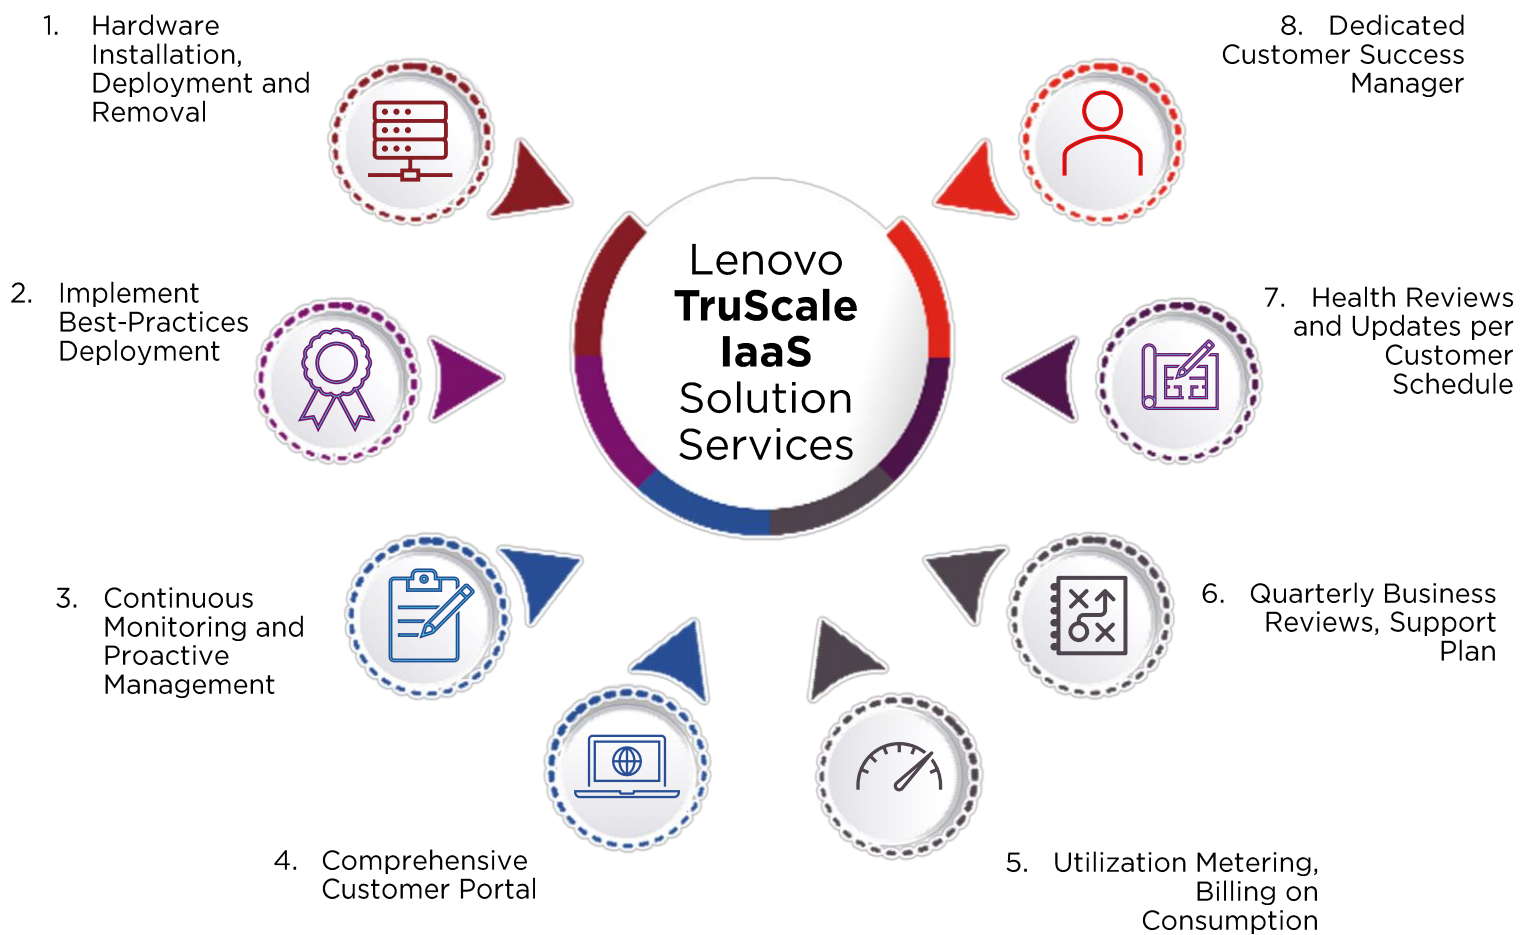 1. Hardware
Installation,
Deployment and
Removal
2. Implement
Best-Practices
Deployment
3. Continuous
Monitoring and
Proactive
Management
4. Comprehensive
Customer Portal
Lenovo
TruScale
IaaS
Solution
Services
5. Utilization Metering,
Billing on
Consumption
6. Quarterly Business
Reviews, Support
Plan
7. Health Reviews
and Updates per
Customer
Schedule
8. Dedicated
Customer Success
Manager